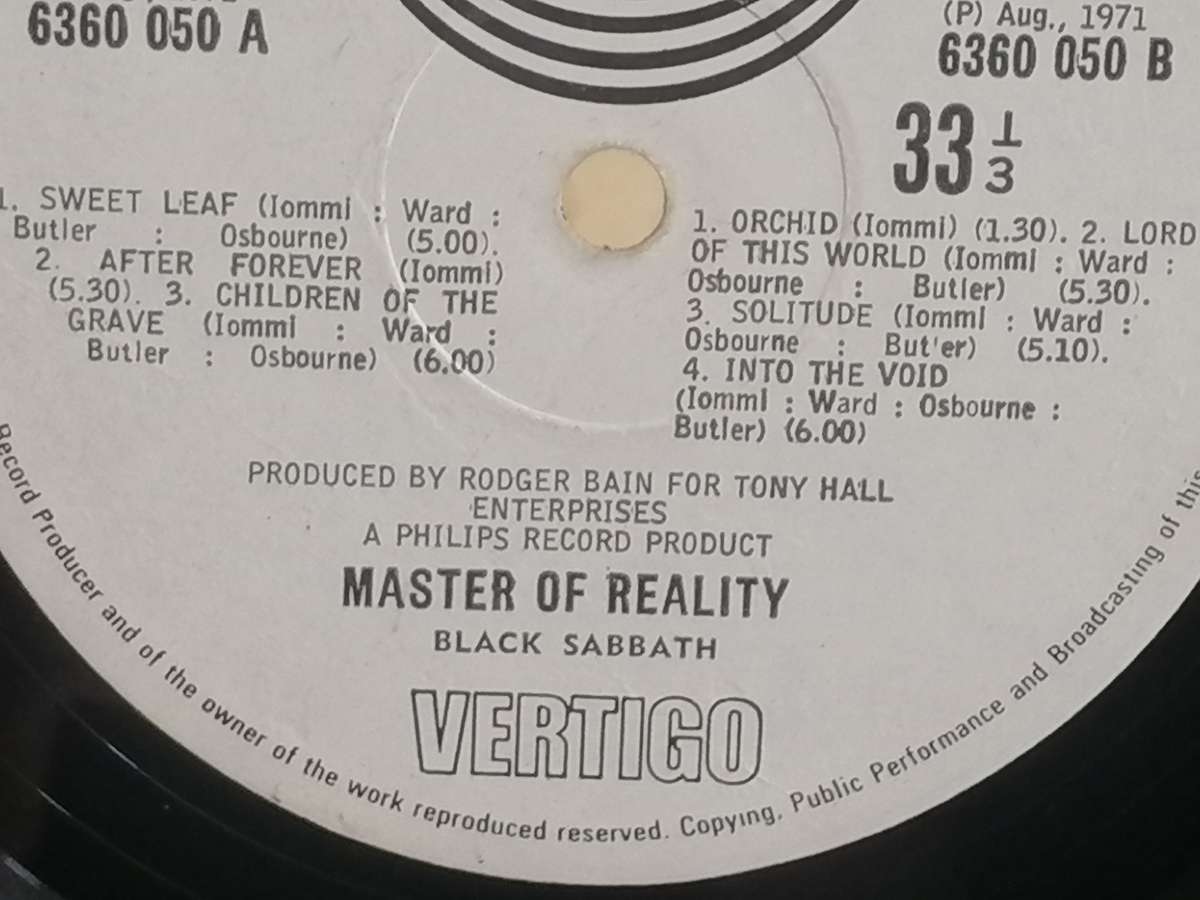 6360 050 A
1. SWEET LEAF (Iommi : Ward :
Butler : Osbourne) (5.00).
2. AFTER FOREVER (Iommi)
(5.30). 3. CHILDREN OF THE
GRAVE (Iommi : Ward :
Butler : Osbourne) (6.00)
(P) Aug., 1971
6360 050 B
33 1/3
1. ORCHID (Iommi) (1.30). 2. LORD
OF THIS WORLD (Iommi : Ward :
Osbourne : Butler) (5.30).
3. SOLITUDE (Iommi : Ward :
Osbourne : But'er) (5.10).
4. INTO THE VOID
(Iommi : Ward : Osbourne :
Butler) (6.00)
PRODUCED BY RODGER BAIN FOR TONY HALL
ENTERPRISES
A PHILIPS RECORD PRODUCT
MASTER OF REALITY
BLACK SABBATH
VERTIGO
Record Producer and of the owner of the work reproduced reserved. Copying, Public Performance and Broadcasting of this